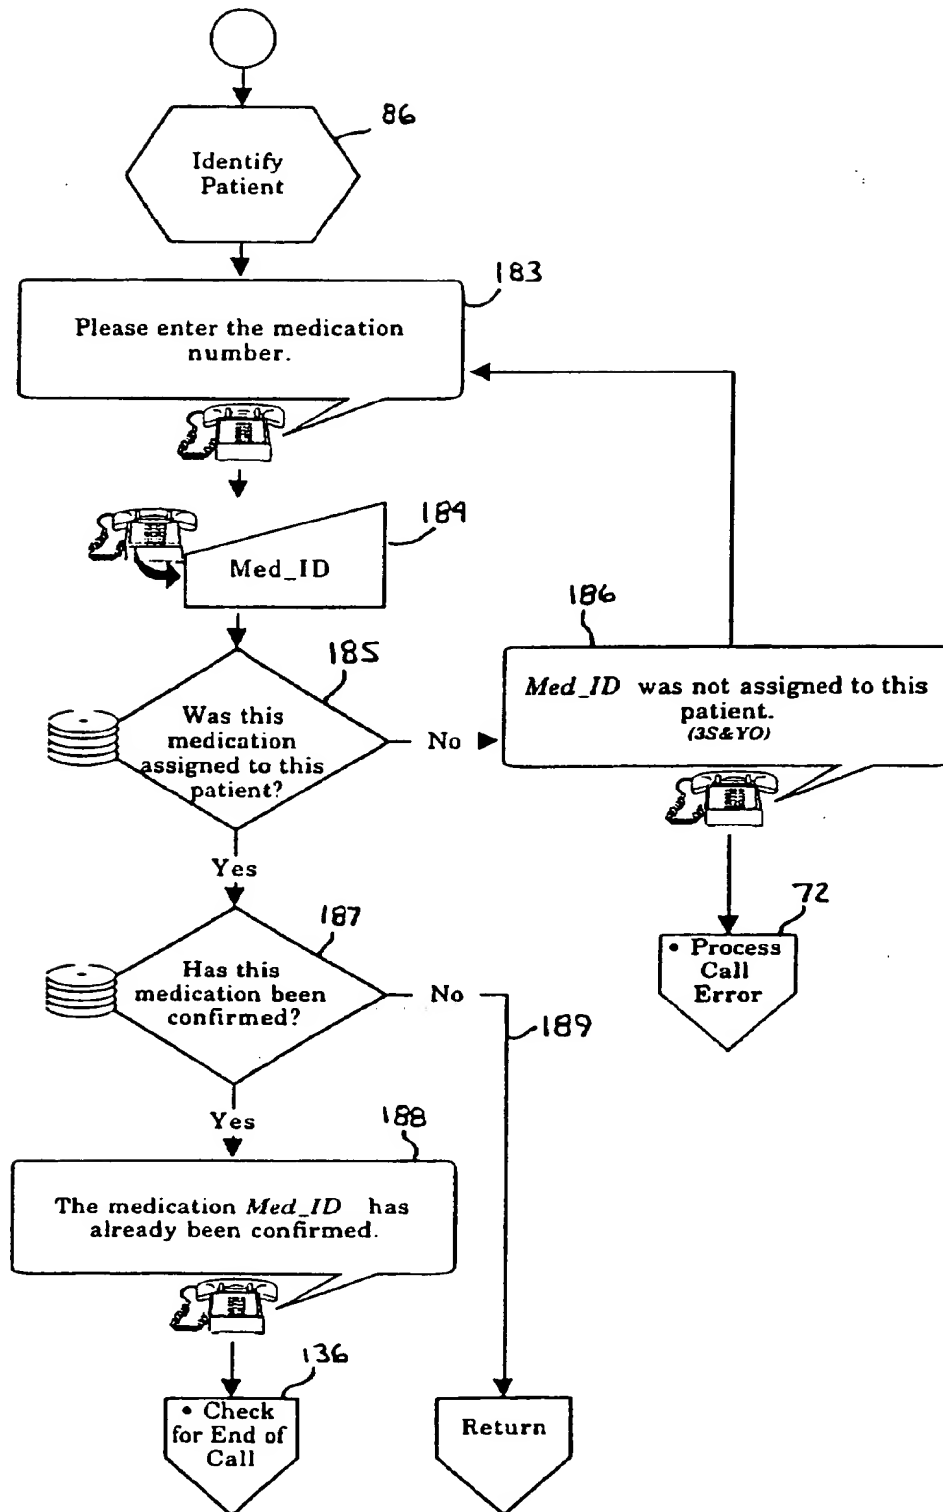 86
Identify
Patient
183
Please enter the medication
number.
184
Med_ID
185
Was this
medication
assigned to this
patient?
No
186
Med_ID was not assigned to this
patient.
(3S&YO)
Yes
72
• Process
Call
Error
187
Has this
medication been
confirmed?
No
189
Yes
188
The medication Med_ID has
already been confirmed.
136
• Check
for End of
Call
Return